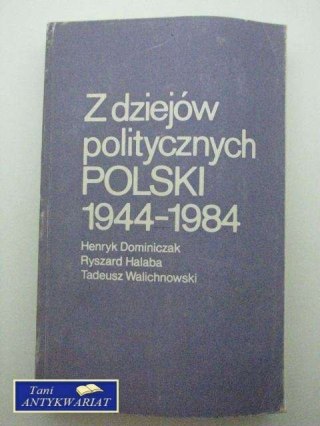 Z dziejów
politycznych
POLSKI
1944-1984
Henryk Dominiczak
Ryszard Halaba
Tadeusz Walichnowski
Tani
ANTYKWARIAT